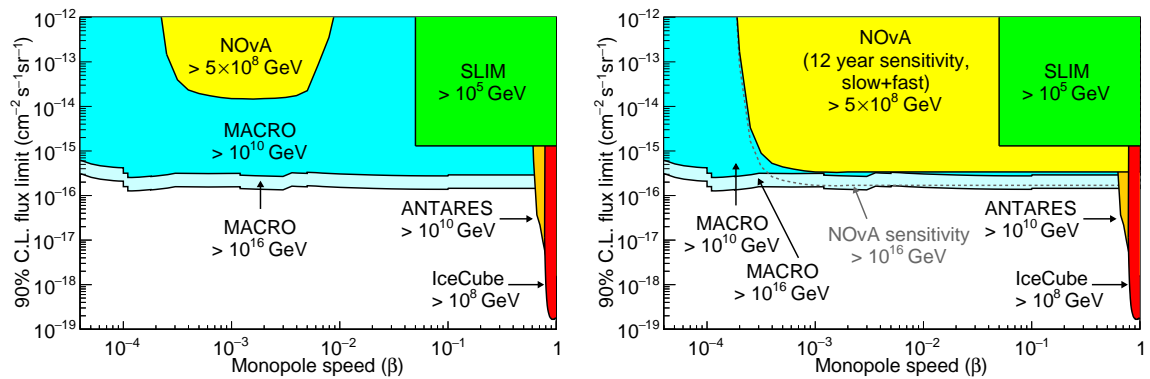 90% C.L. flux limit (cm⁻² s⁻¹sr⁻¹)
10⁻¹²
10⁻¹³
10⁻¹⁴
10⁻¹⁵
10⁻¹⁶
10⁻¹⁷
10⁻¹⁸
10⁻¹⁹
NOvA
> 5×10⁸ GeV
SLIM
> 10⁵ GeV
MACRO
> 10¹⁰ GeV
MACRO
> 10¹⁶ GeV
ANTARES
> 10¹⁰ GeV
IceCube
> 10⁸ GeV
10⁻⁴
10⁻³
10⁻²
10⁻¹
1
Monopole speed (β)
90% C.L. flux limit (cm⁻² s⁻¹sr⁻¹)
10⁻¹²
10⁻¹³
10⁻¹⁴
10⁻¹⁵
10⁻¹⁶
10⁻¹⁷
10⁻¹⁸
10⁻¹⁹
NOvA
(12 year sensitivity,
slow+fast)
> 5×10⁸ GeV
SLIM
> 10⁵ GeV
MACRO
> 10¹⁰ GeV
MACRO
> 10¹⁶ GeV
NOvA sensitivity
> 10¹⁶ GeV
ANTARES
> 10¹⁰ GeV
IceCube
> 10⁸ GeV
10⁻⁴
10⁻³
10⁻²
10⁻¹
1
Monopole speed (β)